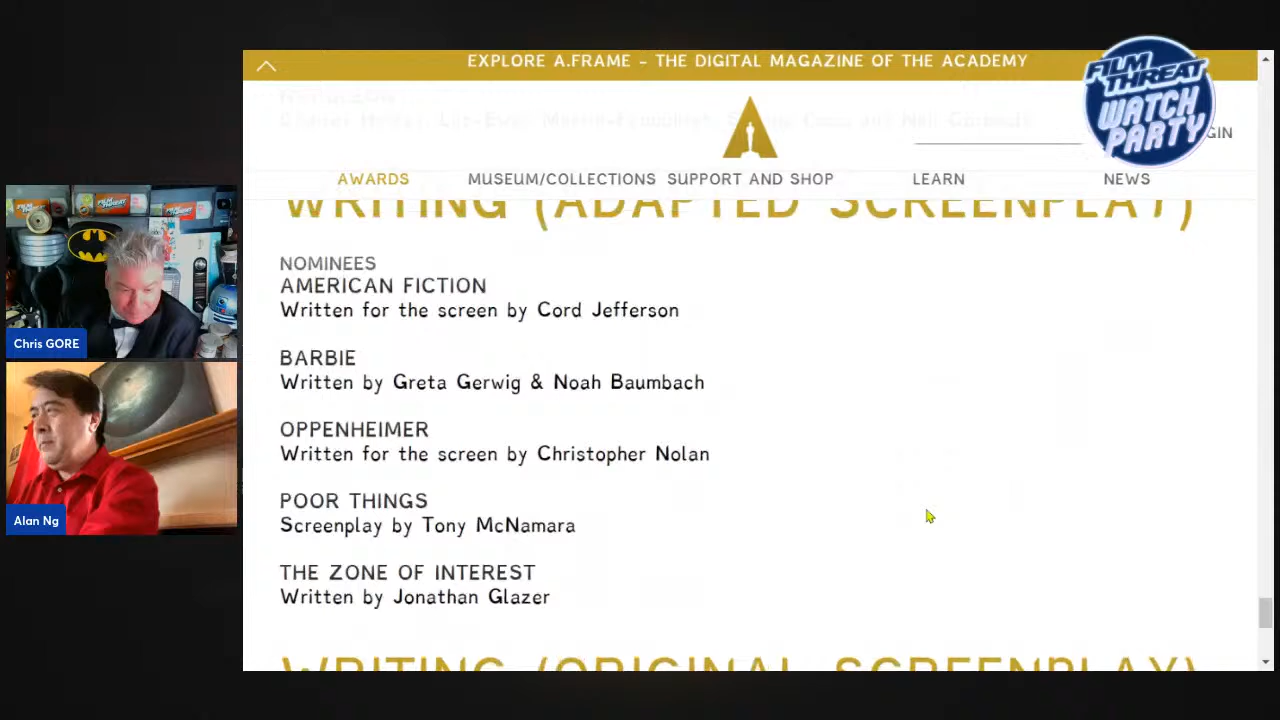 EXPLORE A.FRAME – THE DIGITAL MAGAZINE OF THE ACADEMY
FILM THREAT
WATCH PARTY
GIN
AWARDS
MUSEUM/COLLECTIONS
SUPPORT AND SHOP
LEARN
NEWS
WRITING (ADAPTED SCREENPLAY)
NOMINEES
AMERICAN FICTION
Written for the screen by Cord Jefferson
BARBIE
Written by Greta Gerwig & Noah Baumbach
OPPENHEIMER
Written for the screen by Christopher Nolan
POOR THINGS
Screenplay by Tony McNamara
THE ZONE OF INTEREST
Written by Jonathan Glazer
WRITING (ORIGINAL SCREENPLAY)
Chris GORE
Alan Ng